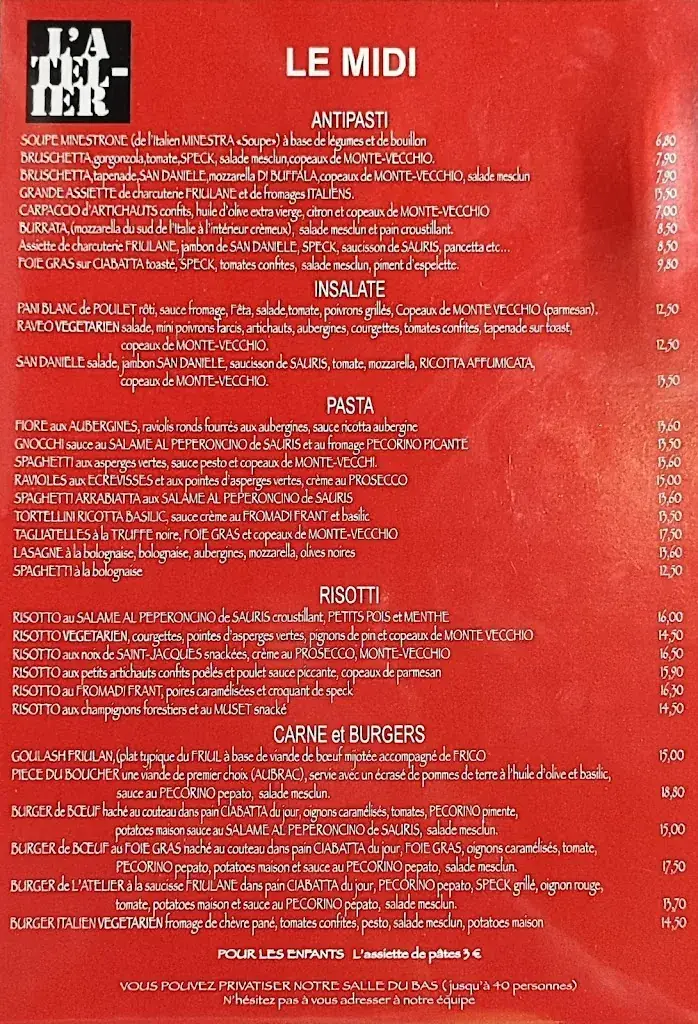 L'A
TEL-
IER
LE MIDI
ANTIPASTI
SOUPE MINESTRONE (de l'Italien MINESTRA «Soupe») à base de légumes et de bouillon 6,80
BRUSCHETTA,gorgonzola,tomate,SPECK, salade mesclun,copeaux de MONTE-VECCHIO. 7,90
BRUSCHETTA,tapenade,SAN DANIELE,mozzarella DI BUFFALA,copeaux de MONTE-VECCHIO, salade mesclun 7,90
GRANDE ASSIETTE de charcuterie FRIULANE et de fromages ITALIENS. 13,50
CARPACCIO d'ARTICHAUTS confits, huile d'olive extra vierge, citron et copeaux de MONTE-VECCHIO 7,00
BURRATA,(mozzarella du sud de l'Italie à l'intérieur crèmeux), salade mesclun et pain croustillant. 8,50
Assiette de charcuterie FRIULANE, jambon de SAN DANIELE, SPECK, saucisson de SAURIS, pancetta etc... 8,50
FOIE GRAS sur CIABATTA toasté, SPECK, tomates confites, salade mesclun, piment d'espelette. 9,80
INSALATE
PANI BLANC de POULET rôti, sauce fromage, Fêta, salade,tomate, poivrons grillés, Copeaux de MONTE VECCHIO (parmesan). 12,50
RAVEO VEGETARIEN salade, mini poivrons farcis, artichauts, aubergines, courgettes, tomates confites, tapenade sur toast,
copeaux de MONTE-VECCHIO. 12,50
SAN DANIELE salade, jambon SAN DANIELE, saucisson de SAURIS, tomate, mozzarella, RICOTTA AFFUMICATA,
copeaux de MONTE-VECCHIO. 13,50
PASTA
FIORE aux AUBERGINES, raviolis ronds fourrés aux aubergines, sauce ricotta aubergine 13,60
GNOCCHI sauce au SALAME AL PEPERONCINO de SAURIS et au fromage PECORINO PICANTÉ 13,50
SPAGHETTI aux asperges vertes, sauce pesto et copeaux de MONTE-VECCHI. 13,60
RAVIOLES aux ECREVISSES et aux pointes d'asperges vertes, crème au PROSECCO 15,00
SPAGHETTI ARRABIATTA aux SALAME AL PEPERONCINO de SAURIS 13,60
TORTELLINI RICOTTA BASILIC, sauce crème au FROMADI FRANT et basilic 13,50
TAGLIATELLES à la TRUFFE noire, FOIE GRAS et copeaux de MONTE-VECCHIO 17,50
LASAGNE à la bolognaise, bolognaise, aubergines, mozzarella, olives noires 13,60
SPAGHETTI à la bolognaise 12,50
RISOTTI
RISOTTO au SALAME AL PEPERONCINO de SAURIS croustillant, PETITS POIS et MENTHE 16,00
RISOTTO VEGETARIEN, courgettes, pointes d'asperges vertes, pignons de pin et copeaux de MONTE VECCHIO 14,50
RISOTTO aux noix de SAINT-JACQUES snackées, crème au PROSECCO, MONTE-VECCHIO 16,50
RISOTTO aux petits artichauts confits poêlés et poulet sauce piccante, copeaux de parmesan 15,90
RISOTTO au FROMADI FRANT, poires caramélisées et croquant de speck 16,30
RISOTTO aux champignons forestiers et au MUSET snacké 14,50
CARNE et BURGERS
GOULASH FRIULAN, (plat typique du FRIUL à base de viande de bœuf mijotée accompagné de FRICO 15,00
PIECE DU BOUCHER une viande de premier choix (AUBRAC), servie avec un écrasé de pommes de terre à l'huile d'olive et basilic,
sauce au PECORINO pepato, salade mesclun. 18,80
BURGER de BŒUF haché au couteau dans pain CIABATTA du jour, oignons caramélisés, tomates, PECORINO pimente,
potatoes maison sauce au SALAME AL PEPERONCINO de SAURIS, salade mesclun. 15,00
BURGER de BŒUF au FOIE GRAS haché au couteau dans pain CIABATTA du jour, FOIE GRAS, oignons caramélisés, tomate,
PECORINO pepato, potatoes maison et sauce au PECORINO pepato, salade mesclun. 17,50
BURGER de L'ATELIER à la saucisse FRIULANE dans pain CIABATTA du jour, PECORINO pepato, SPECK grillé, oignon rouge,
tomate, potatoes maison et sauce au PECORINO pépato, salade mesclun. 13,70
BURGER ITALIEN VEGETARIEN fromage de chèvre pané, tomates confites, pesto, salade mesclun, potatoes maison 14,50
POUR LES ENFANTS L'assiette de pâtes 3 €
VOUS POUVEZ PRIVATISER NOTRE SALLE DU BAS (jusqu'à 40 personnes)
N'hésitez pas à vous adresser à notre équipe